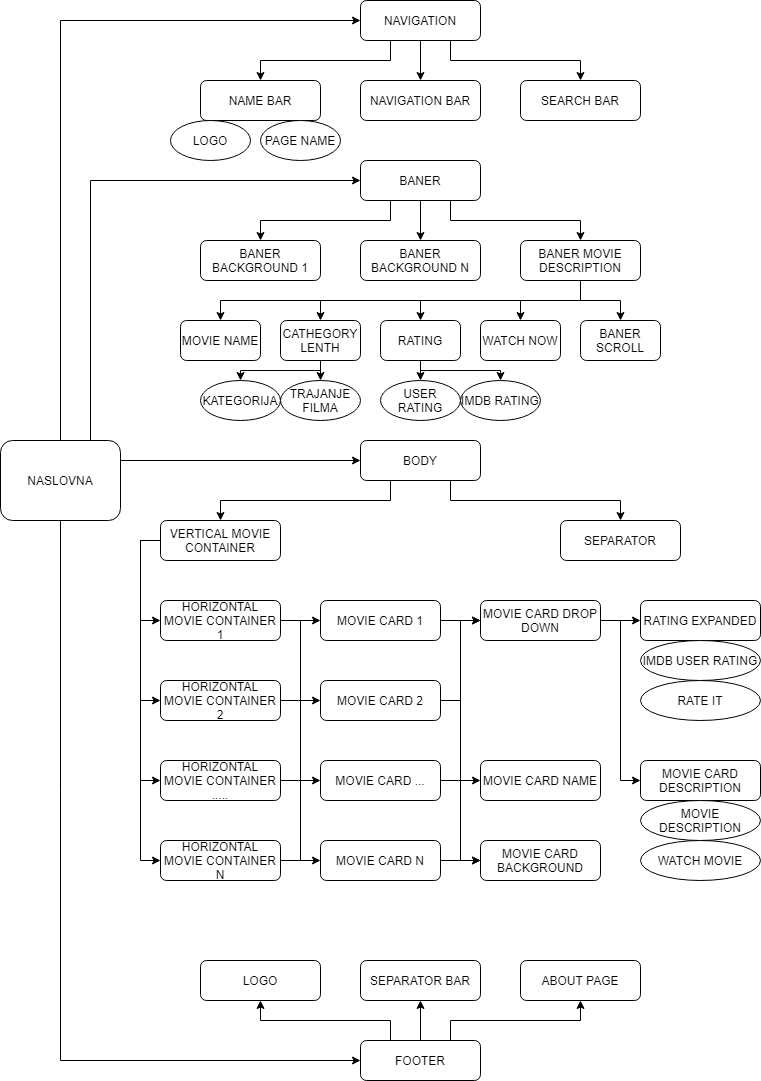 NAVIGATION
NAME BAR
NAVIGATION BAR
SEARCH BAR
LOGO
PAGE NAME
BANER
BANER
BACKGROUND 1
BANER
BACKGROUND N
BANER MOVIE
DESCRIPTION
MOVIE NAME
CATHEGORY
LENTH
RATING
WATCH NOW
BANER
SCROLL
KATEGORIJA
TRAJANJE
FILMA
USER
RATING
IMDB RATING
NASLOVNA
BODY
VERTICAL MOVIE
CONTAINER
SEPARATOR
HORIZONTAL
MOVIE CONTAINER
1
MOVIE CARD 1
MOVIE CARD DROP
DOWN
RATING EXPANDED
IMDB USER RATING
HORIZONTAL
MOVIE CONTAINER
2
MOVIE CARD 2
RATE IT
HORIZONTAL
MOVIE CONTAINER
.....
MOVIE CARD ...
MOVIE CARD NAME
MOVIE CARD
DESCRIPTION
MOVIE
DESCRIPTION
HORIZONTAL
MOVIE CONTAINER
N
MOVIE CARD N
MOVIE CARD
BACKGROUND
WATCH MOVIE
LOGO
SEPARATOR BAR
ABOUT PAGE
FOOTER